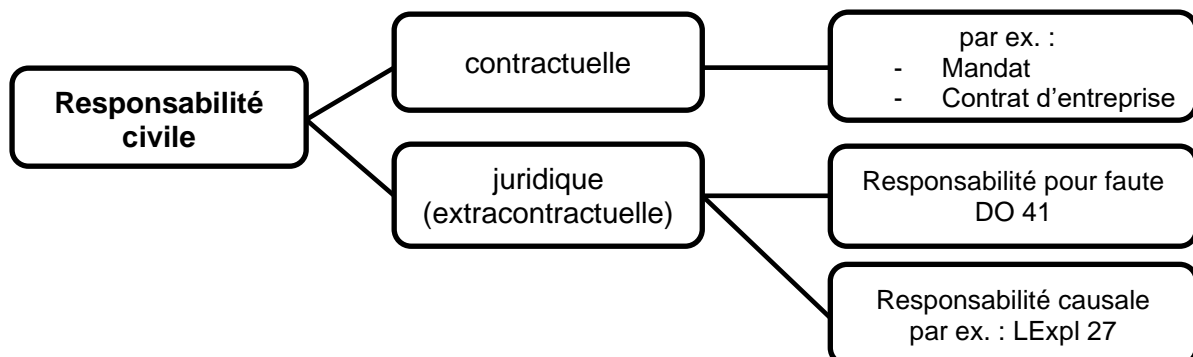 Responsabilité
civile
contractuelle
par ex. :
- Mandat
- Contrat d’entreprise
juridique
(extracontractuelle)
Responsabilité pour faute
DO 41
Responsabilité causale
par ex. : LExpl 27